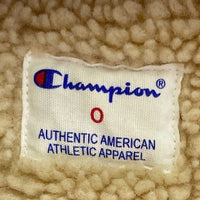 Champion®
O
AUTHENTIC AMERICAN
ATHLETIC APPAREL